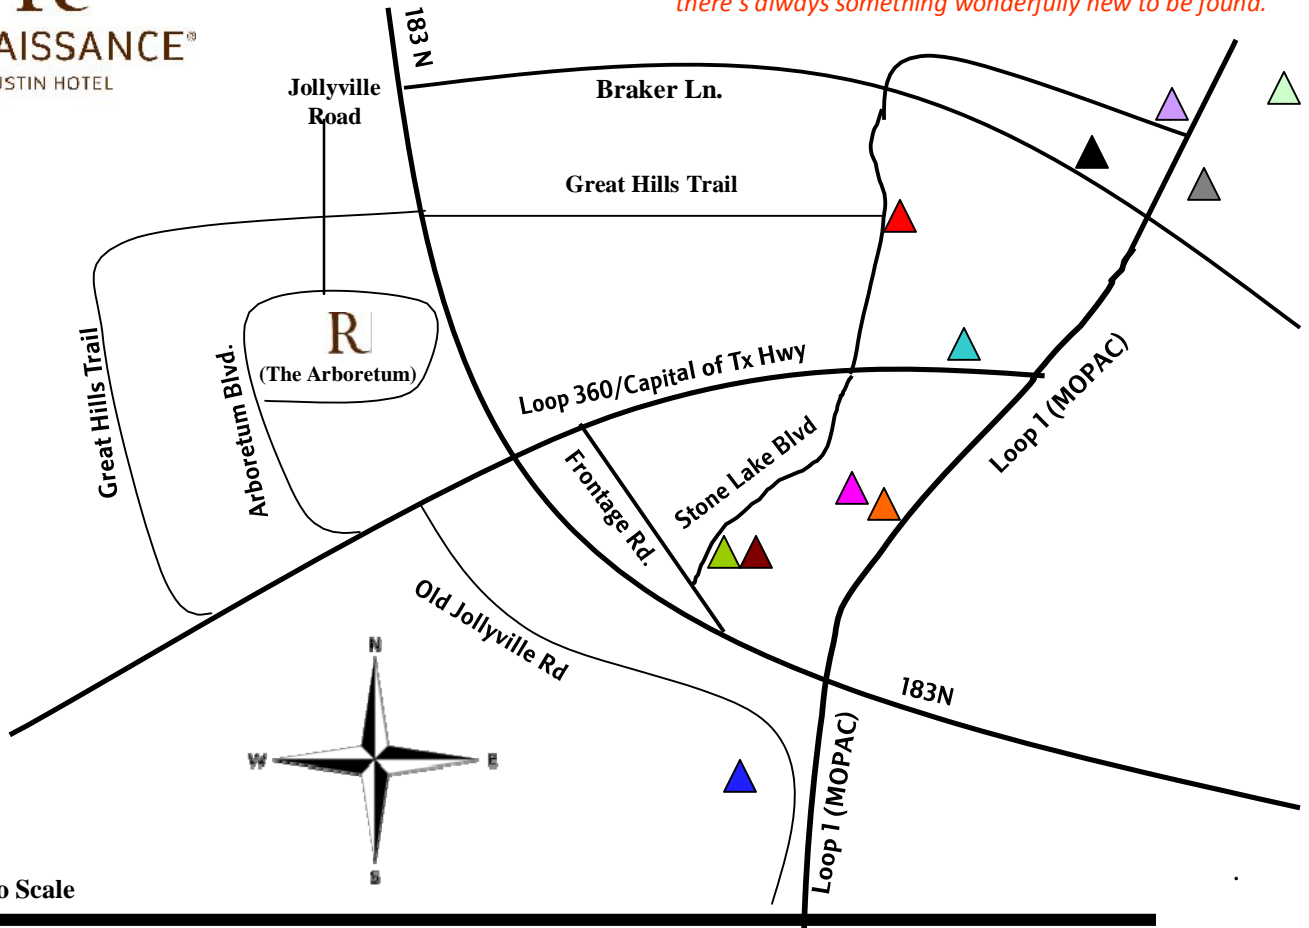 there's always something wonderfully new to be found.
AISSANCE®
USTIN HOTEL
183 N
Jollyville
Road
Braker Ln.
Great Hills Trail
R
(The Arboretum)
Great Hills Trail
Arboretum Blvd.
Loop 360/Capital of Tx Hwy
Loop 1 (MOPAC)
Frontage Rd.
Stone Lake Blvd
Old Jollyville Rd
183N
Loop 1 (MOPAC)
N
W
E
S
o Scale